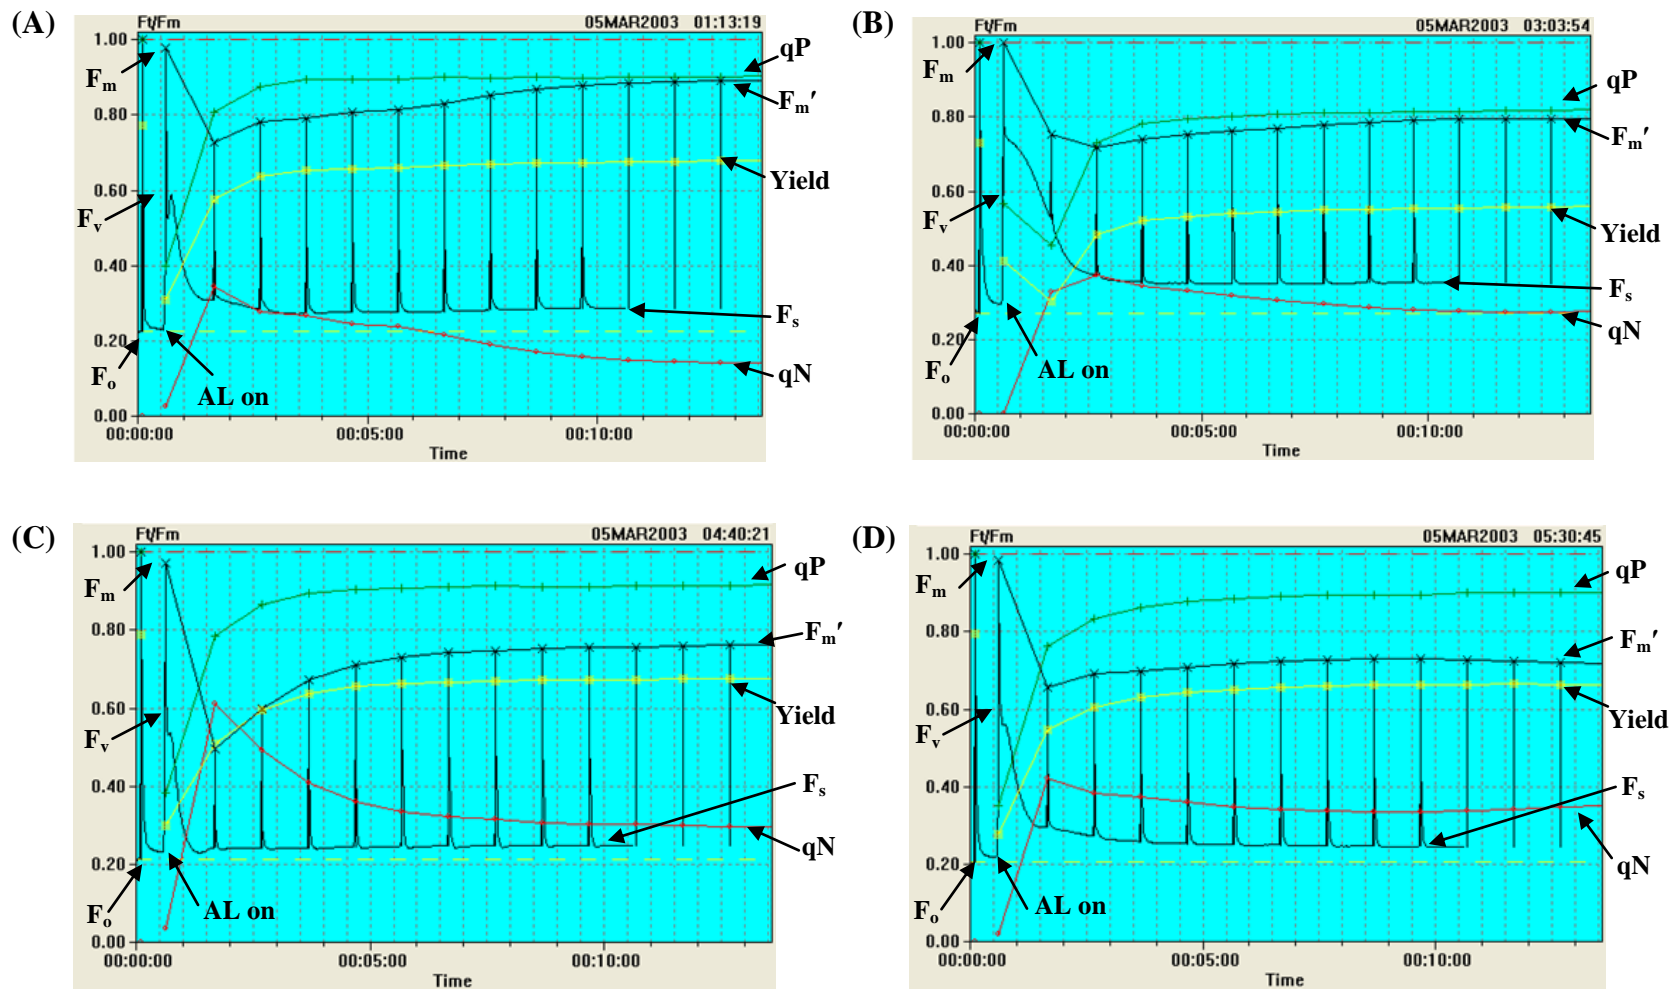 (A)
Ft/Fm 05MAR2003 01:13:19
1.00
0.80
0.60
0.40
0.20
0.00
00:00:00 00:05:00 00:10:00
Time
Fm
Fv
Fo
AL on
qP
Fm′
Yield
Fs
qN
(B)
Ft/Fm 05MAR2003 03:03:54
1.00
0.80
0.60
0.40
0.20
0.00
00:00:00 00:05:00 00:10:00
Time
Fm
Fv
Fo
AL on
qP
Fm′
Yield
Fs
qN
(C)
Ft/Fm 05MAR2003 04:40:21
1.00
0.80
0.60
0.40
0.20
0.00
00:00:00 00:05:00 00:10:00
Time
Fm
Fv
Fo
AL on
qP
Fm′
Yield
Fs
qN
(D)
Ft/Fm 05MAR2003 05:30:45
1.00
0.80
0.60
0.40
0.20
0.00
00:00:00 00:05:00 00:10:00
Time
Fm
Fv
Fo
AL on
qP
Fm′
Yield
Fs
qN